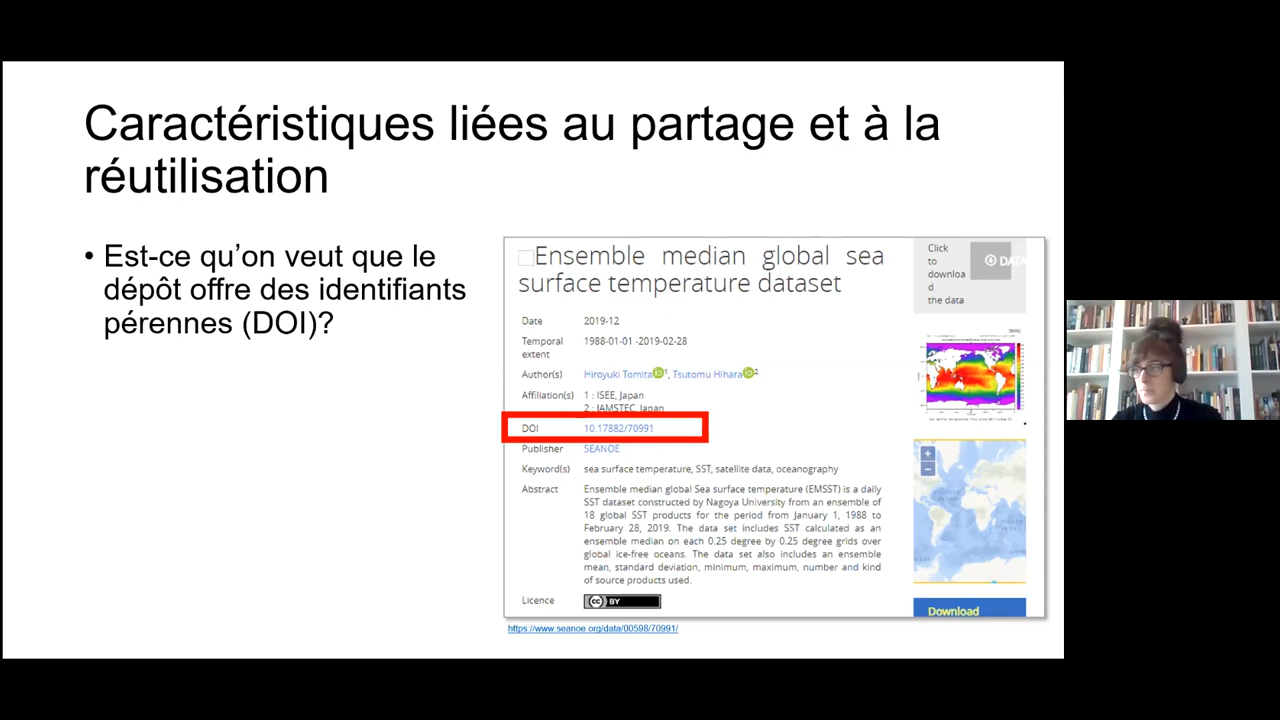 Caractéristiques liées au partage et à la
réutilisation
• Est-ce qu’on veut que le
dépôt offre des identifiants
pérennes (DOI)?
Ensemble median global sea
surface temperature dataset
Date 2019-12
Temporal extent 1988-01-01 -2019-02-28
Author(s) Hiroyuki Tomita 1, Tsutomu Hihara 2
Affiliation(s) 1 : ISEE, Japan
2 : JAMSTEC, Japan
DOI 10.17882/70991
Publisher SEANOE
Keyword(s) sea surface temperature, SST, satellite data, oceanography
Abstract Ensemble median global Sea surface temperature (EMSST) is a daily
SST dataset constructed by Nagoya University from an ensemble of
18 global SST products for the period from January 1, 1988 to
February 28, 2019. The data set includes SST calculated as an
ensemble median on each 0.25 degree by 0.25 degree grids over
global ice-free oceans. The data set also includes an ensemble
mean, standard deviation, minimum, maximum, number and kind
of source products used.
Licence CC BY
Click
to
downloa
d
the data
DATA
+
−
Download
https://www.seanoe.org/data/00598/70991/